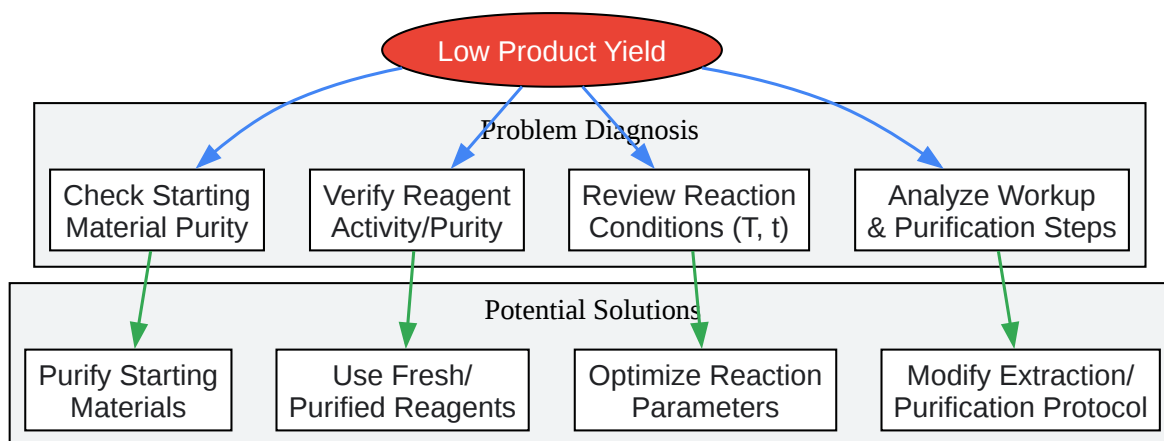 Low Product Yield
Problem Diagnosis
Check Starting
Material Purity
Verify Reagent
Activity/Purity
Review Reaction
Conditions (T, t)
Analyze Workup
& Purification Steps
Potential Solutions
Purify Starting
Materials
Use Fresh/
Purified Reagents
Optimize Reaction
Parameters
Modify Extraction/
Purification Protocol